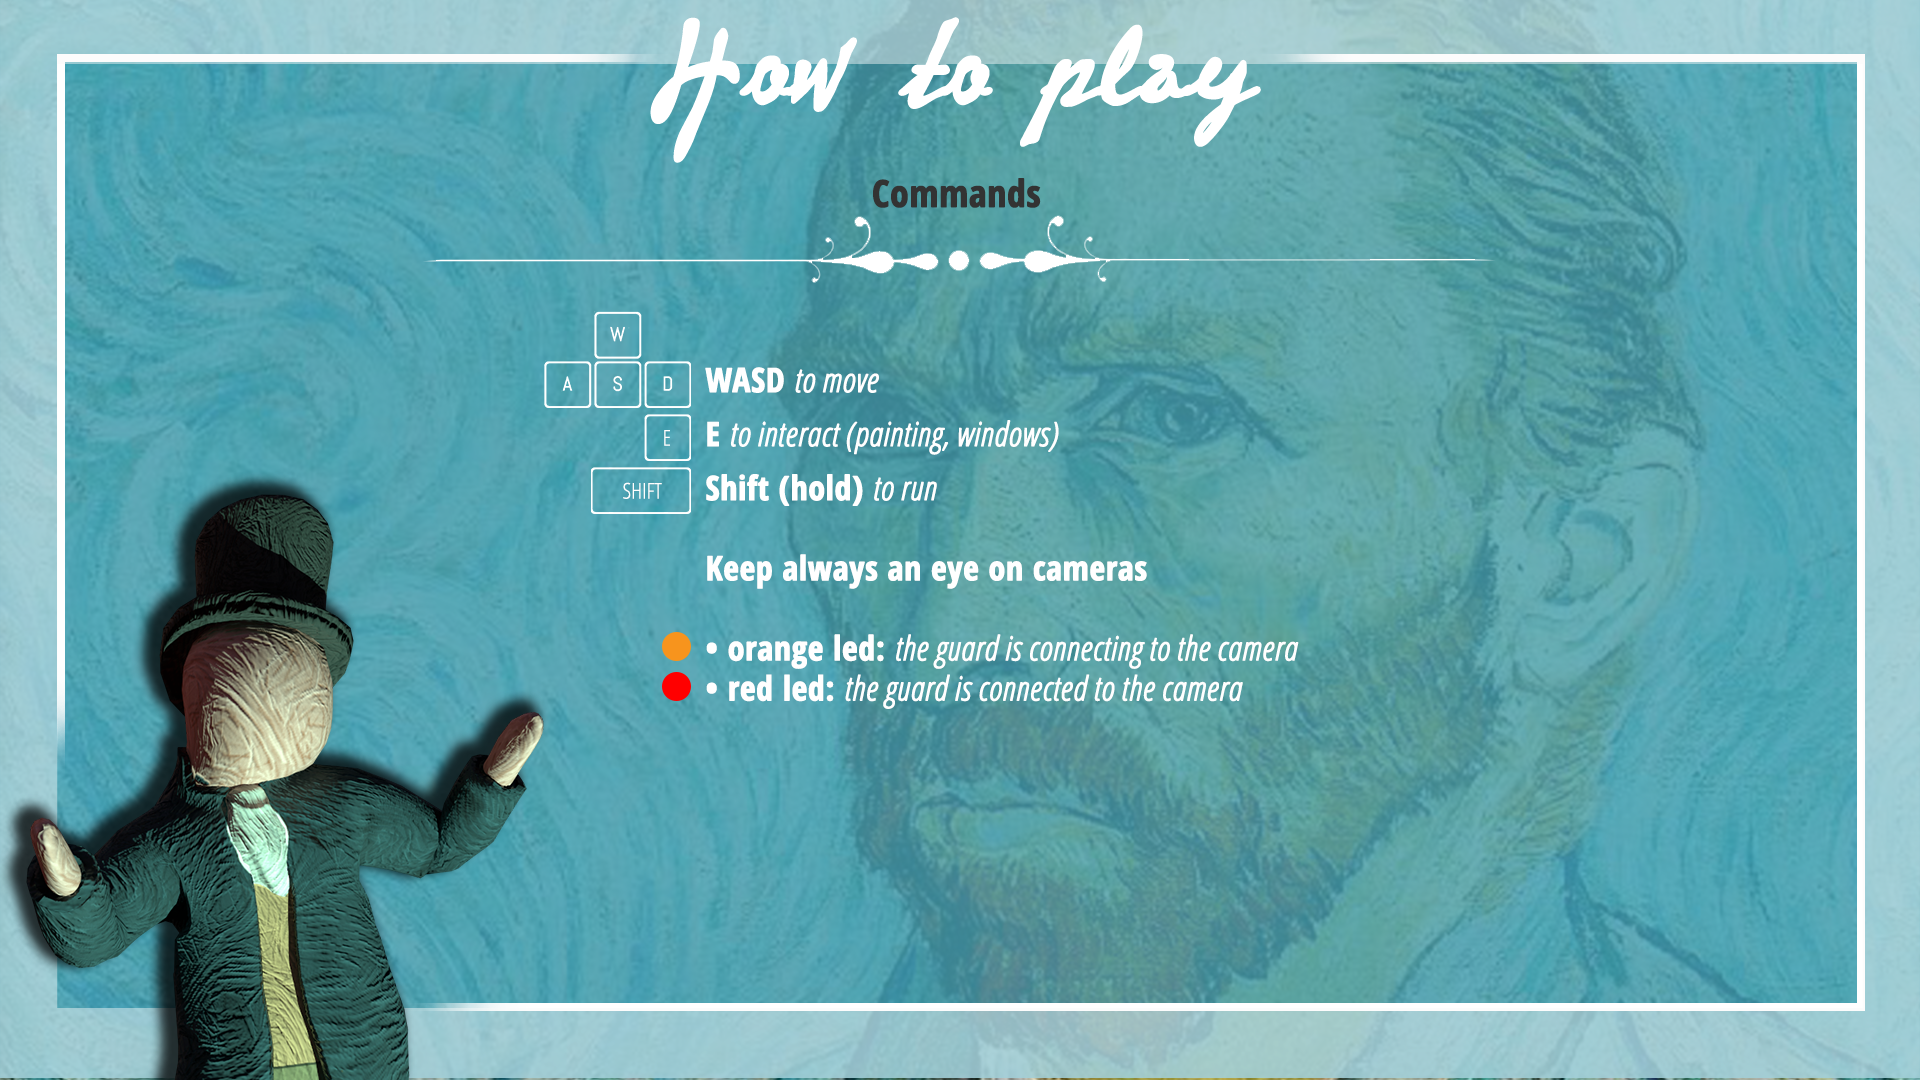 How to play
Commands
W
A S D WASD to move
E E to interact (painting, windows)
SHIFT Shift (hold) to run
Keep always an eye on cameras
• orange led: the guard is connecting to the camera
• red led: the guard is connected to the camera